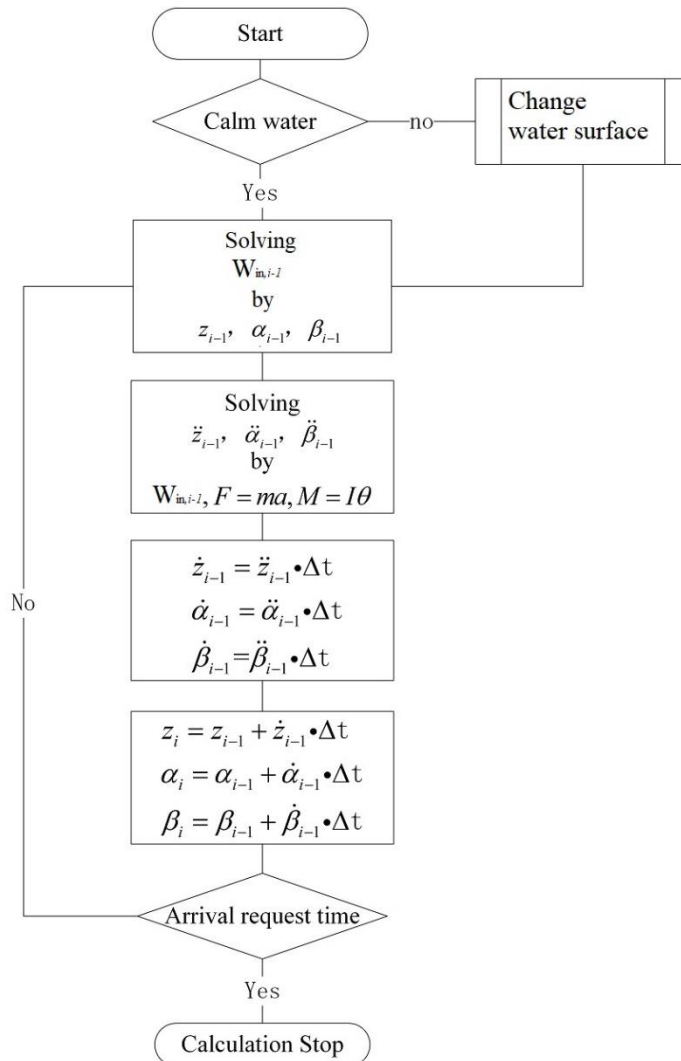 Start
Calm water
no
Change
water surface
Yes
Solving
W_{in,i-1}
by
z_{i-1}, α_{i-1}, β_{i-1}
Solving
z̈_{i-1}, α̈_{i-1}, β̈_{i-1}
by
W_{in,i-1}, F = ma, M = Iθ
ż_{i-1} = z̈_{i-1}•Δt
α̇_{i-1} = α̈_{i-1}•Δt
β̇_{i-1}=β̈_{i-1}•Δt
No
z_i = z_{i-1} + ż_{i-1}•Δt
α_i = α_{i-1} + α̇_{i-1}•Δt
β_i = β_{i-1} + β̇_{i-1}•Δt
Arrival request time
Yes
Calculation Stop